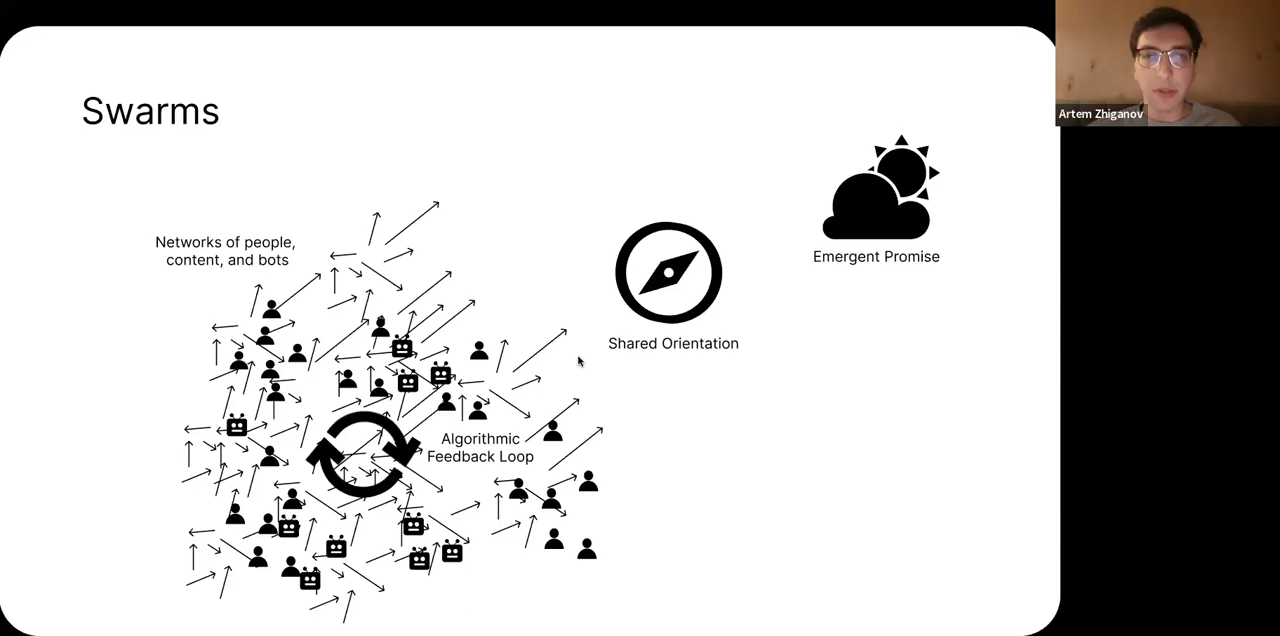 Swarms
Artem Zhiganov
Networks of people,
content, and bots
Emergent Promise
Shared Orientation
Algorithmic
Feedback Loop